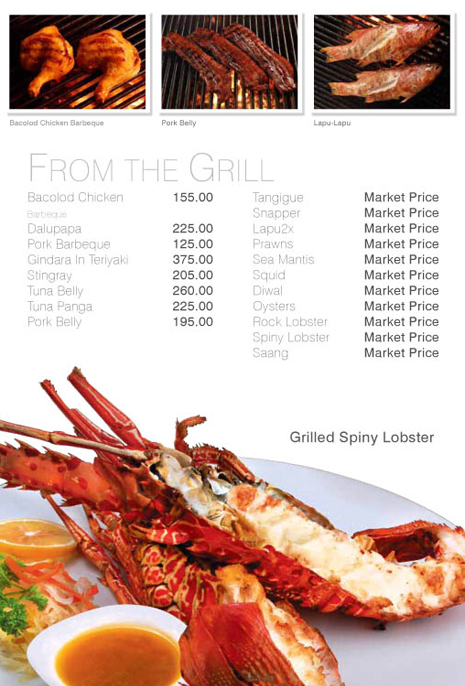 Bacolod Chicken Barbeque
Pork Belly
Lapu-Lapu
FROM THE GRILL
Bacolod Chicken 155.00
Barbeque
Dalupapa 225.00
Pork Barbeque 125.00
Gindara In Teriyaki 375.00
Stingray 205.00
Tuna Belly 260.00
Tuna Panga 225.00
Pork Belly 195.00
Tangigue Market Price
Snapper Market Price
Lapu2x Market Price
Prawns Market Price
Sea Mantis Market Price
Squid Market Price
Diwal Market Price
Oysters Market Price
Rock Lobster Market Price
Spiny Lobster Market Price
Saang Market Price
Grilled Spiny Lobster